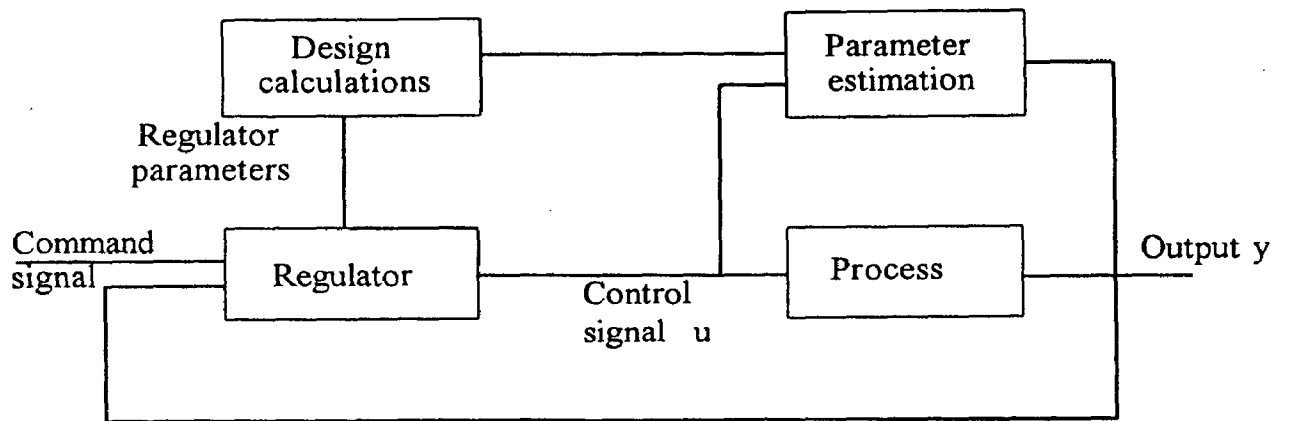 Design
calculations
Parameter
estimation
Regulator
parameters
Command
signal
Regulator
Control
signal u
Process
Output y